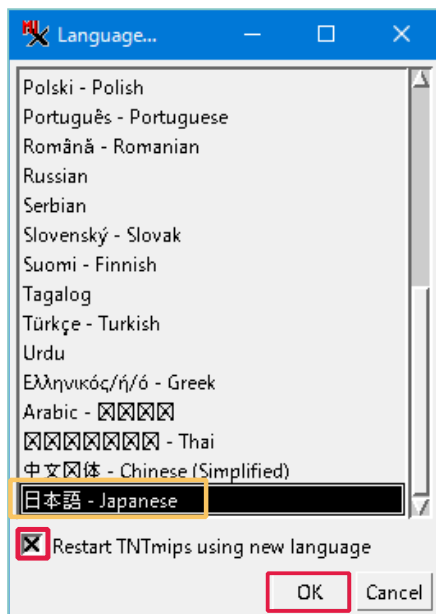 Language...
Polski - Polish
Português - Portuguese
Română - Romanian
Russian
Serbian
Slovenský - Slovak
Suomi - Finnish
Tagalog
Türkçe - Turkish
Urdu
Ελληνικός/ή/ό - Greek
Arabic -
- Thai
中文体 - Chinese (Simplified)
日本語 - Japanese
Restart TNTmips using new language
OK Cancel